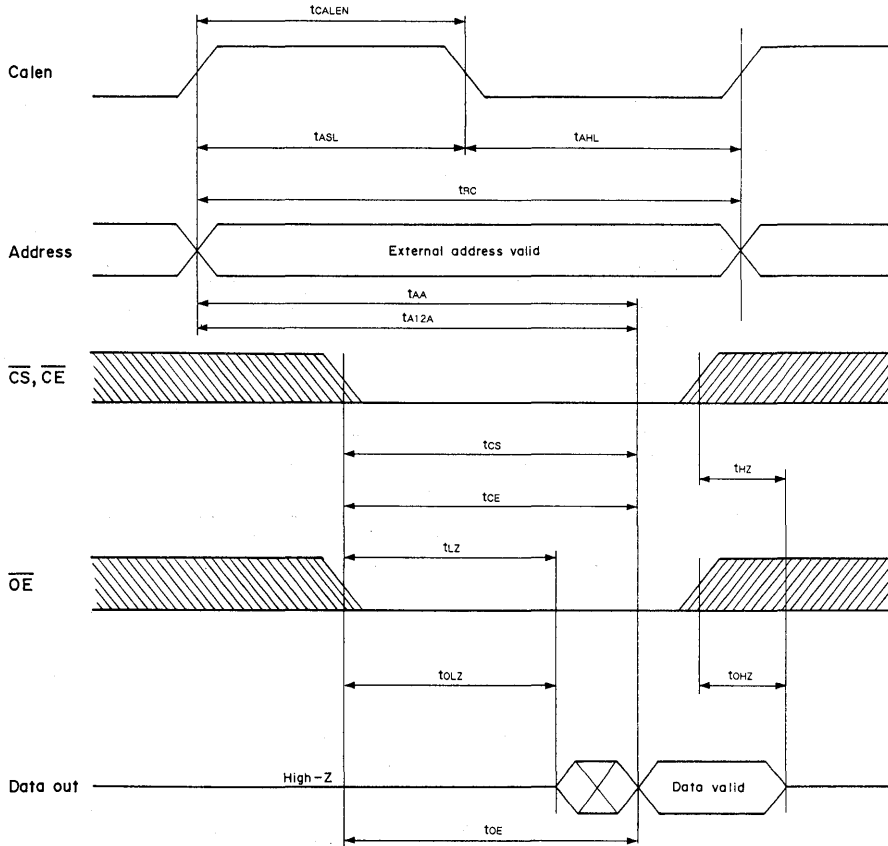 tCALEN
Calen
tASL
tAHL
tRC
Address
External address valid
tAA
tA12A
CS, CE
tCS
tHZ
tCE
tLZ
OE
tOLZ
tOHZ
High-Z
Data out
Data valid
tOE